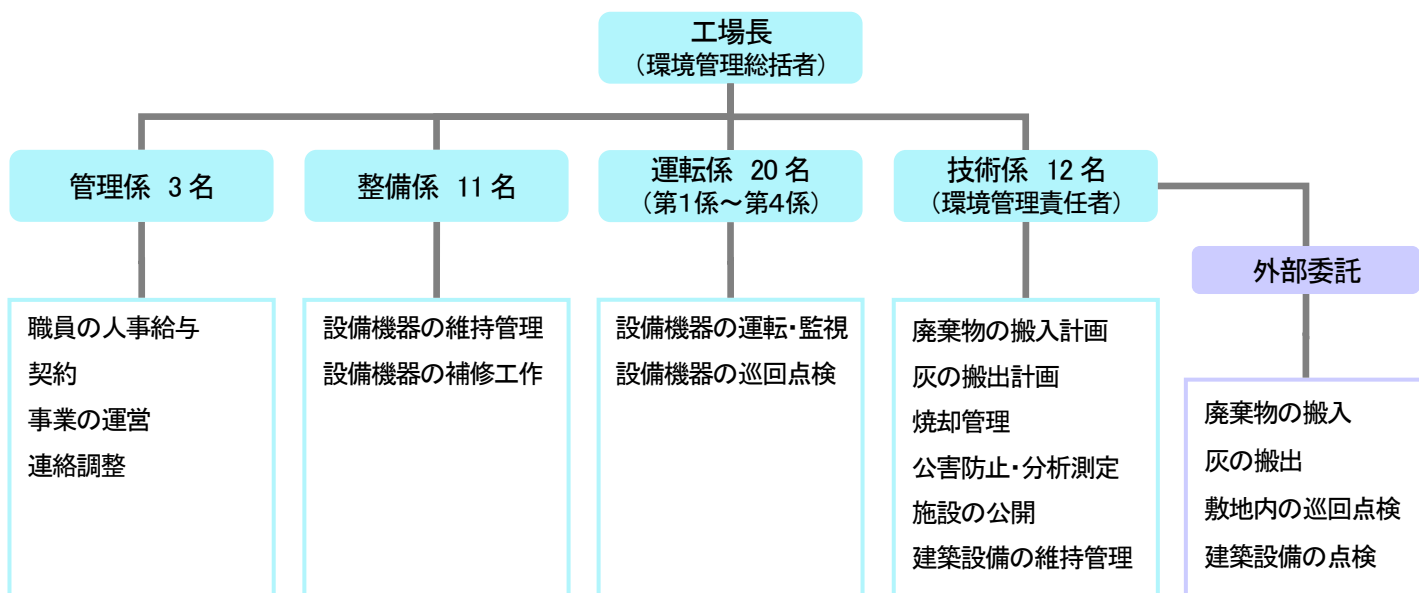 工場長
（環境管理総括者）
管理係 3 名
整備係 11 名
運転係 20 名
（第１係～第４係）
技術係 12 名
（環境管理責任者）
外部委託
職員の人事給与
契約
事業の運営
連絡調整
設備機器の維持管理
設備機器の補修工作
設備機器の運転・監視
設備機器の巡回点検
廃棄物の搬入計画
灰の搬出計画
焼却管理
公害防止・分析測定
施設の公開
建築設備の維持管理
廃棄物の搬入
灰の搬出
敷地内の巡回点検
建築設備の点検